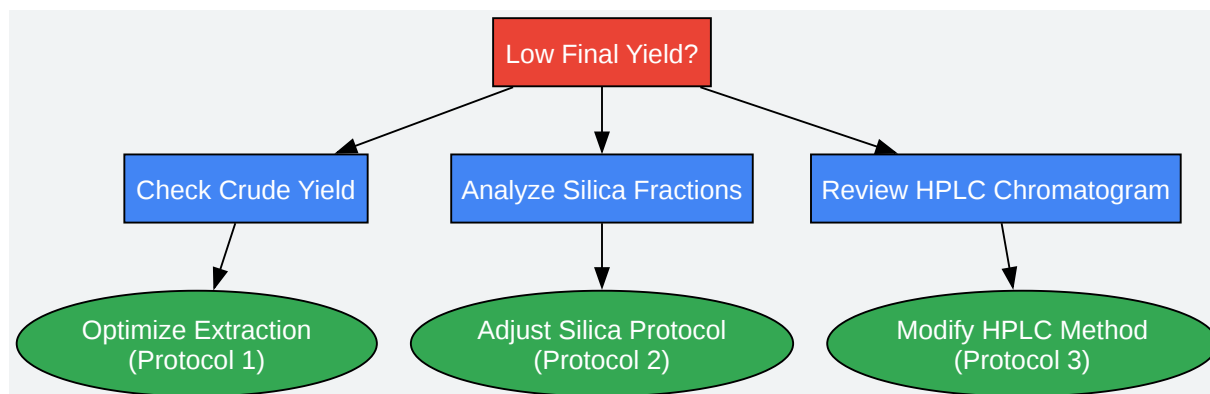 Low Final Yield?
Check Crude Yield
Analyze Silica Fractions
Review HPLC Chromatogram
Optimize Extraction
(Protocol 1)
Adjust Silica Protocol
(Protocol 2)
Modify HPLC Method
(Protocol 3)